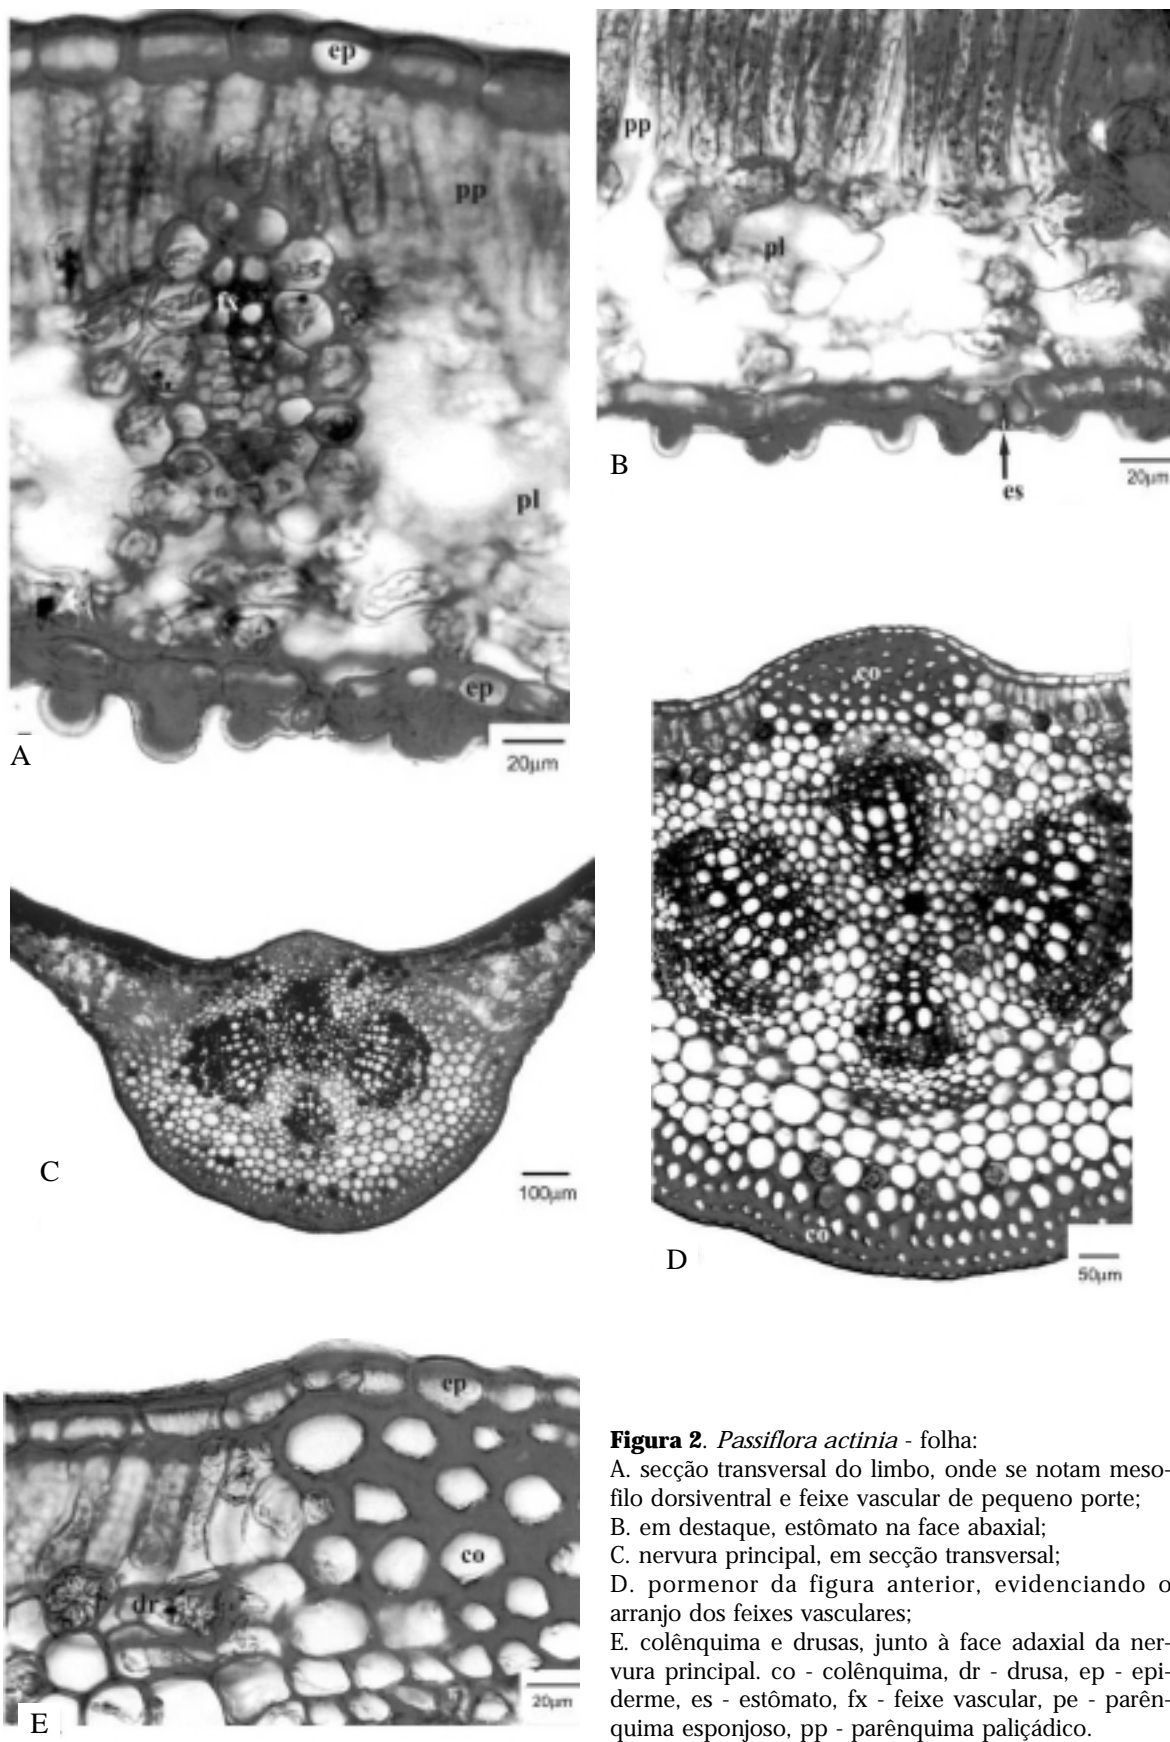 ep
pp
fx
pl
ep
A
20µm
pp
pl
B
es
20µm
co
co
D
50µm
C
100µm
ep
co
dr
E
20µm
Figura 2. Passiflora actinia - folha:
A. secção transversal do limbo, onde se notam meso-
filo dorsiventral e feixe vascular de pequeno porte;
B. em destaque, estômato na face abaxial;
C. nervura principal, em secção transversal;
D. pormenor da figura anterior, evidenciando o
arranjo dos feixes vasculares;
E. colênquima e drusas, junto à face adaxial da ner-
vura principal. co - colênquima, dr - drusa, ep - epi-
derme, es - estômato, fx - feixe vascular, pe - parên-
quima esponjoso, pp - parênquima paliçádico.